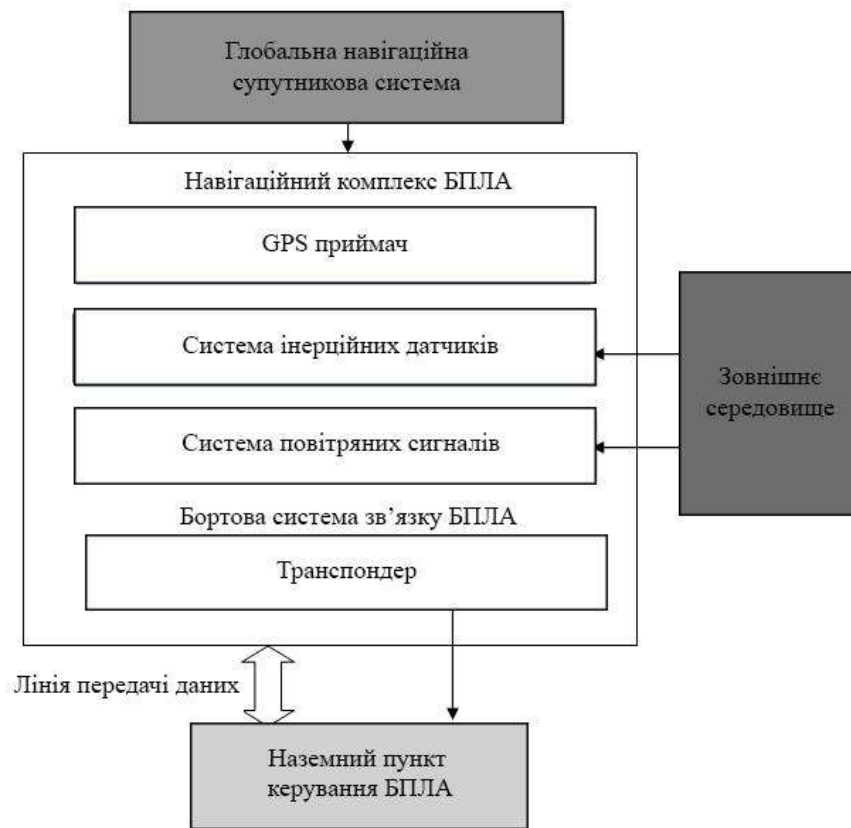 Глобальна навігаційна
супутникова система
Навігаційний комплекс БПЛА
GPS приймач
Система інерційних датчиків
Зовнішнє
середовище
Система повітряних сигналів
Бортова система зв’язку БПЛА
Транспондер
Лінія передачі даних
Наземний пункт
керування БПЛА